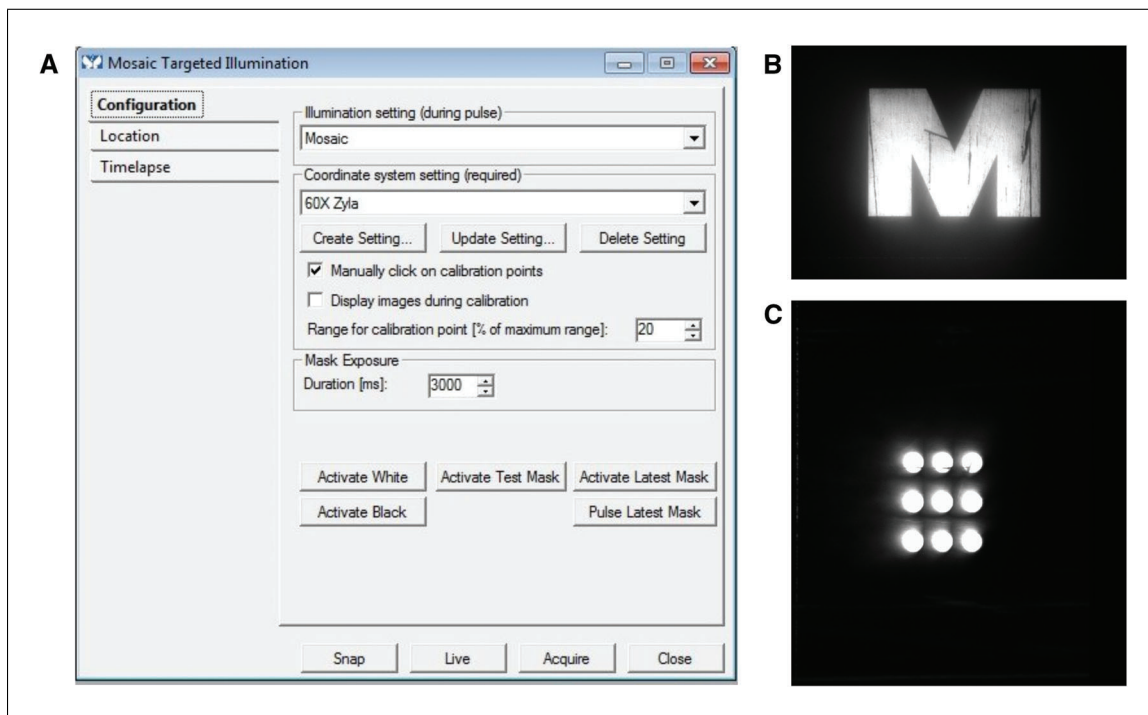 A
Mosaic Targeted Illumination
Configuration
Location
Timelapse
Illumination setting (during pulse)
Mosaic
Coordinate system setting (required)
60X Zyla
Create Setting... Update Setting... Delete Setting
Manually click on calibration points
Display images during calibration
Range for calibration point [% of maximum range]: 20
Mask Exposure
Duration [ms]: 3000
Activate White Activate Test Mask Activate Latest Mask
Activate Black Pulse Latest Mask
Snap Live Acquire Close
B
M
C